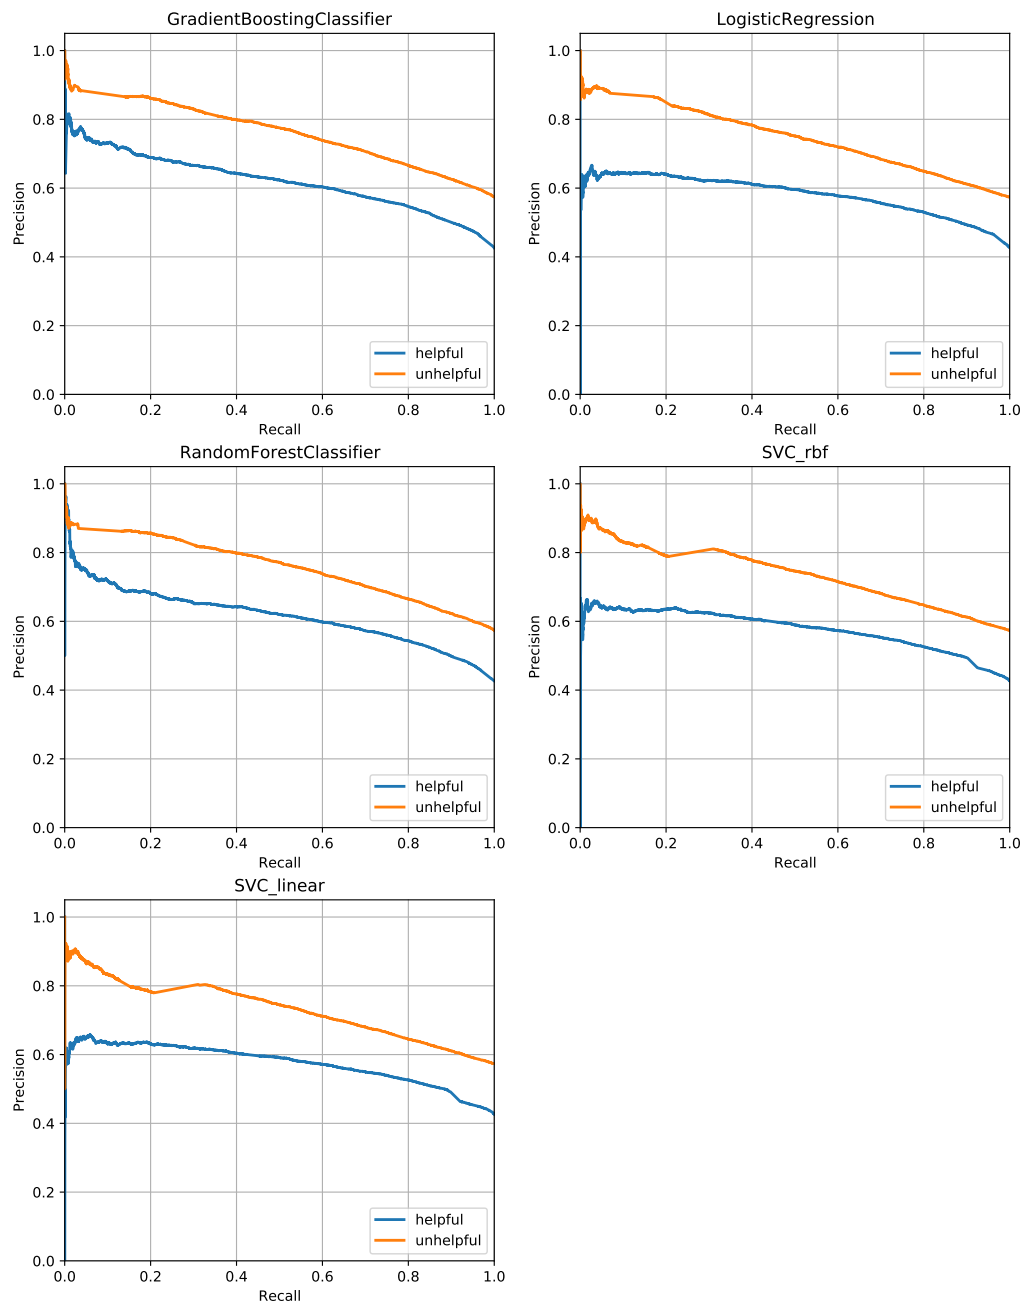 GradientBoostingClassifier
1.0
0.8
0.6
0.4
0.2
0.0
Precision
helpful
unhelpful
0.0 0.2 0.4 0.6 0.8 1.0
Recall
LogisticRegression
1.0
0.8
0.6
0.4
0.2
0.0
Precision
helpful
unhelpful
0.0 0.2 0.4 0.6 0.8 1.0
Recall
RandomForestClassifier
1.0
0.8
0.6
0.4
0.2
0.0
Precision
helpful
unhelpful
0.0 0.2 0.4 0.6 0.8 1.0
Recall
SVC_rbf
1.0
0.8
0.6
0.4
0.2
0.0
Precision
helpful
unhelpful
0.0 0.2 0.4 0.6 0.8 1.0
Recall
SVC_linear
1.0
0.8
0.6
0.4
0.2
0.0
Precision
helpful
unhelpful
0.0 0.2 0.4 0.6 0.8 1.0
Recall